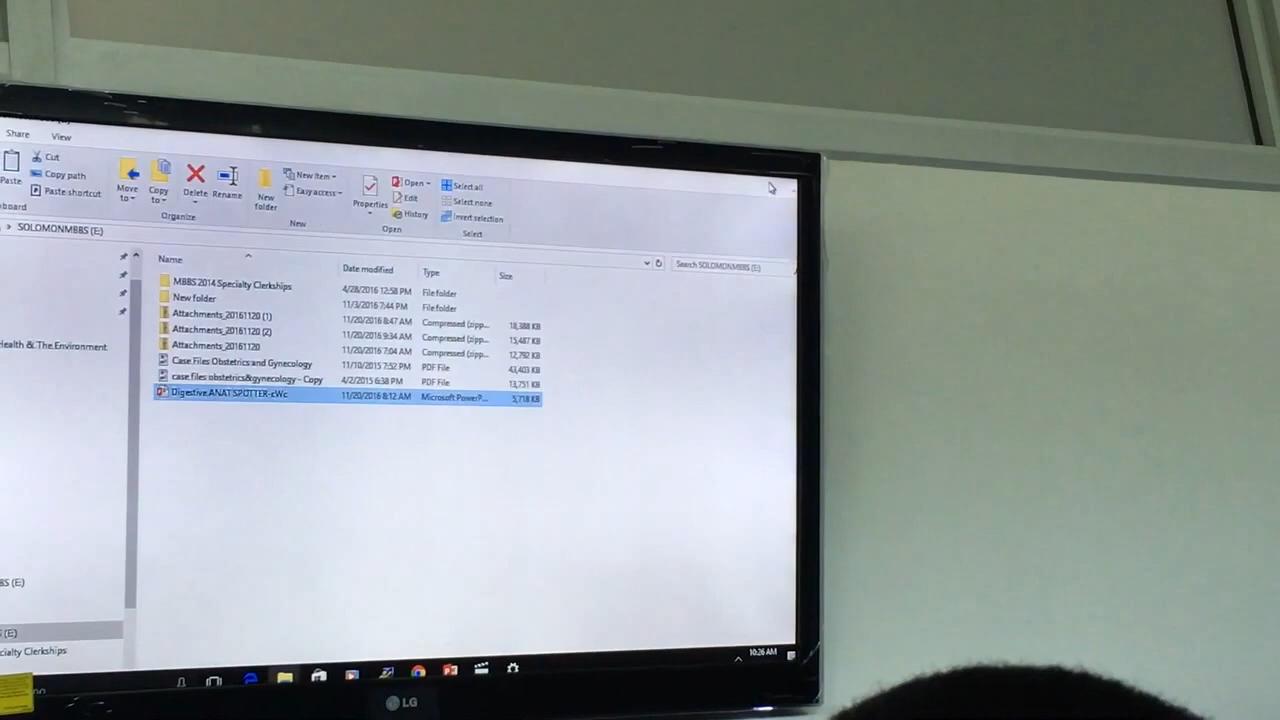 Share View
Paste
Cut
Copy path
Paste shortcut
Move to
Copy to
Delete
Rename
Organize
New folder
New item
Easy access
New
Properties
Open
Edit
History
Open
Select all
Select none
Invert selection
Select
SOLOMONMBBS (E:)
Search SOLOMONMBBS (E:)
Name Date modified Type Size
MBBS 2014 Specialty Clerkships 4/28/2016 12:58 PM File folder
New folder 11/3/2016 7:44 PM File folder
Attachments_20161120 (1) 11/20/2016 8:47 AM Compressed (zipp... 18,388 KB
Attachments_20161120 (2) 11/20/2016 9:34 AM Compressed (zipp... 15,487 KB
Attachments_20161120 11/20/2016 7:04 AM Compressed (zipp... 12,792 KB
Case Files Obstetrics and Gynecology 11/10/2015 7:52 PM PDF File 43,403 KB
case files obstetrics&gynecology - Copy 4/2/2015 6:38 PM PDF File 13,751 KB
Digestive ANAT SPOTTER-cWc 11/20/2016 8:12 AM Microsoft PowerP... 5,718 KB
Health & The Environment
BS (E:)
(E:)
cialty Clerkships
10:26 AM
LG